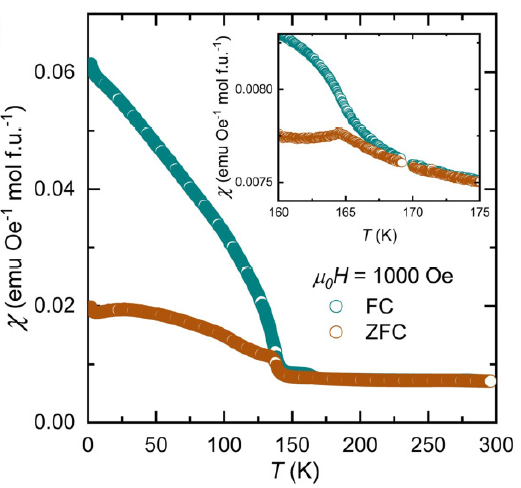 χ (emu Oe⁻¹ mol f.u.⁻¹)
0.06
0.04
0.02
0.00
0 50 100 150 200 250 300
T (K)
χ (emu Oe⁻¹ mol f.u.⁻¹)
0.0080
0.0075
160 165 170 175
T (K)
μ₀H = 1000 Oe
FC
ZFC